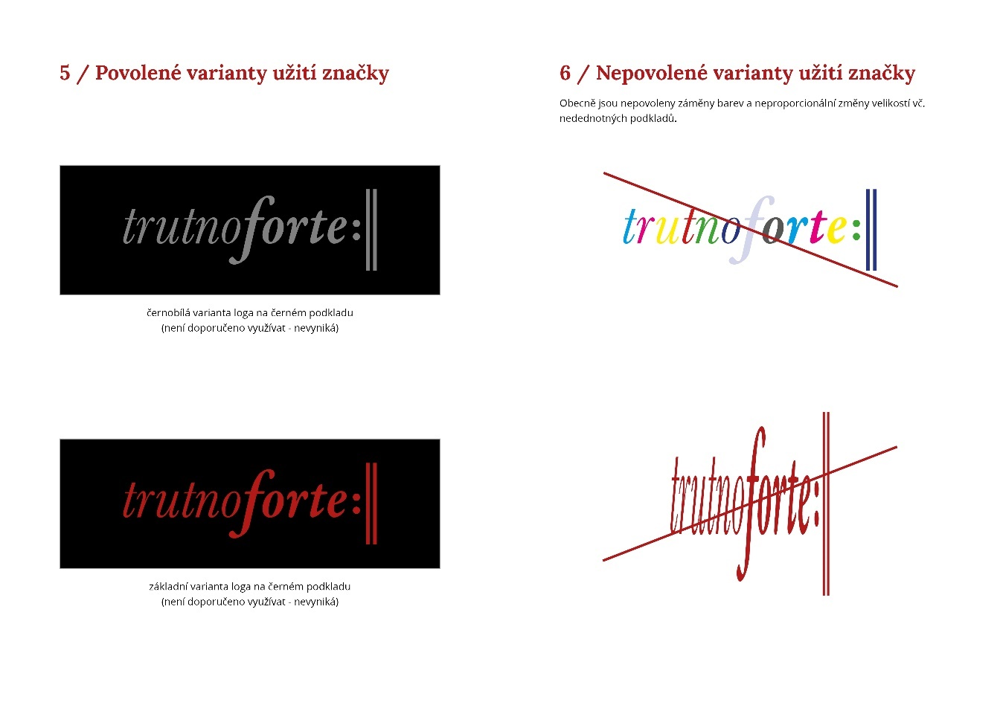 5 / Povolené varianty užití značky
trutnoforte:
černobílá varianta loga na černém podkladu
(není doporučeno využívat - nevyniká)
trutnoforte:
základní varianta loga na černém podkladu
(není doporučeno využívat - nevyniká)
6 / Nepovolené varianty užití značky
Obecně jsou nepovoleny záměny barev a neproporcionální změny velikostí vč.
nedednotných podkladů.
trutnoforte:
trutnoforte: